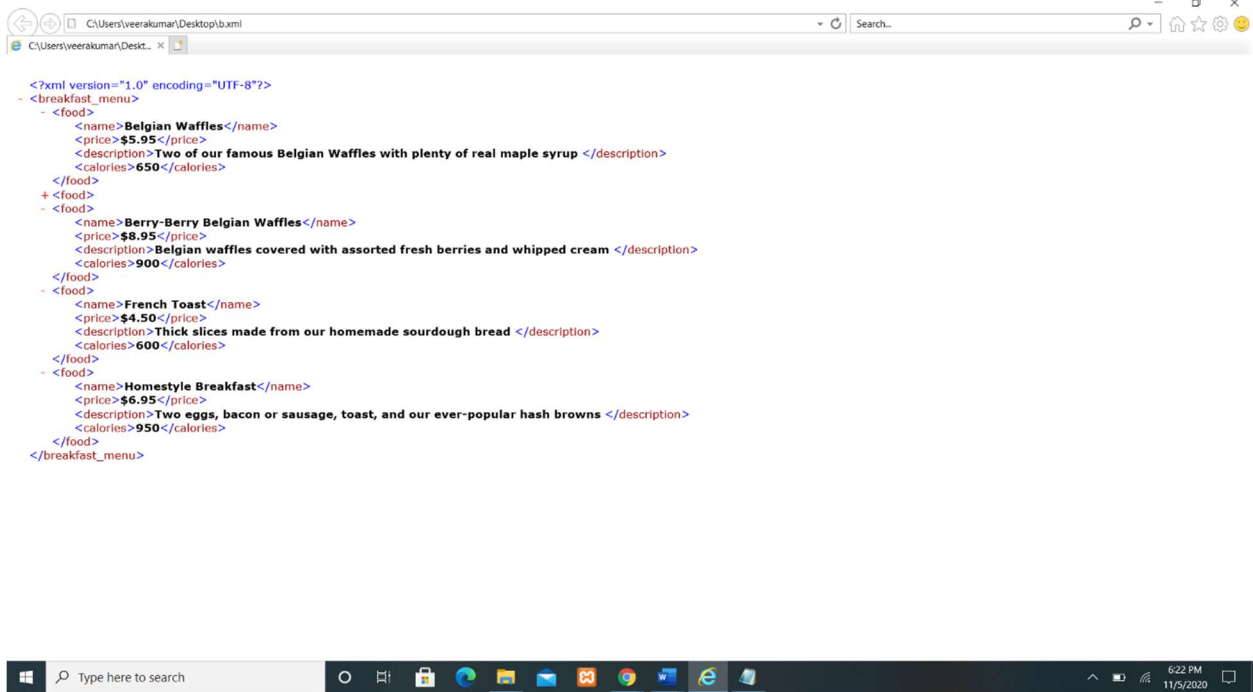 C:\Users\veerakumar\Desktop\b.xml
Search...
C:\Users\veerakumar\Deskt...
<?xml version="1.0" encoding="UTF-8"?>
- <breakfast_menu>
- <food>
<name>Belgian Waffles</name>
<price>$5.95</price>
<description>Two of our famous Belgian Waffles with plenty of real maple syrup </description>
<calories>650</calories>
</food>
+ <food>
- <food>
<name>Berry-Berry Belgian Waffles</name>
<price>$8.95</price>
<description>Belgian waffles covered with assorted fresh berries and whipped cream </description>
<calories>900</calories>
</food>
- <food>
<name>French Toast</name>
<price>$4.50</price>
<description>Thick slices made from our homemade sourdough bread </description>
<calories>600</calories>
</food>
- <food>
<name>Homestyle Breakfast</name>
<price>$6.95</price>
<description>Two eggs, bacon or sausage, toast, and our ever-popular hash browns </description>
<calories>950</calories>
</food>
</breakfast_menu>
Type here to search
6:22 PM
11/5/2020